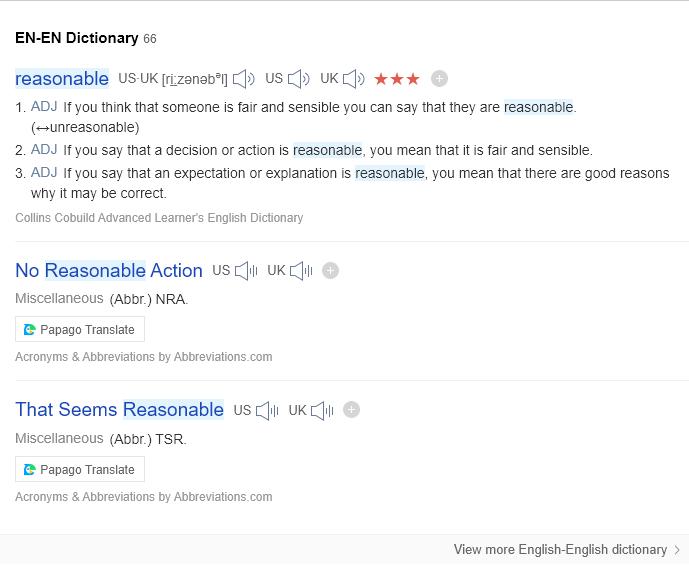 EN-EN Dictionary 66
reasonable US·UK [ri:zənəbᵊl] US UK ★★★
1. ADJ If you think that someone is fair and sensible you can say that they are reasonable.
(↔unreasonable)
2. ADJ If you say that a decision or action is reasonable, you mean that it is fair and sensible.
3. ADJ If you say that an expectation or explanation is reasonable, you mean that there are good reasons
why it may be correct.
Collins Cobuild Advanced Learner's English Dictionary
No Reasonable Action US UK
Miscellaneous (Abbr.) NRA.
Papago Translate
Acronyms & Abbreviations by Abbreviations.com
That Seems Reasonable US UK
Miscellaneous (Abbr.) TSR.
Papago Translate
Acronyms & Abbreviations by Abbreviations.com
View more English-English dictionary >